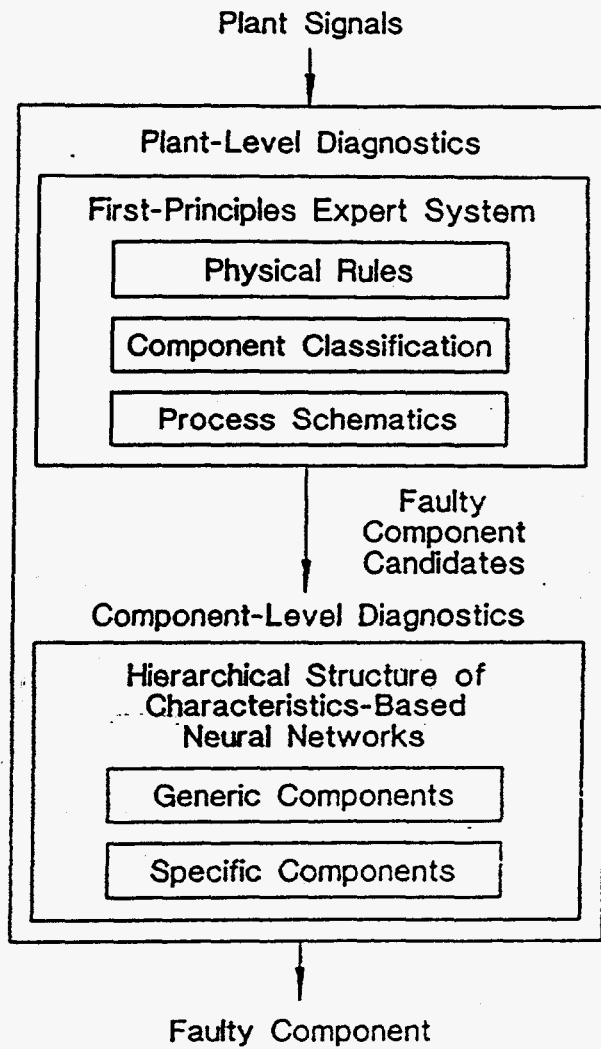 Plant Signals
Plant-Level Diagnostics
First-Principles Expert System
Physical Rules
Component Classification
Process Schematics
Faulty
Component
Candidates
Component-Level Diagnostics
Hierarchical Structure of
Characteristics-Based
Neural Networks
Generic Components
Specific Components
Faulty Component